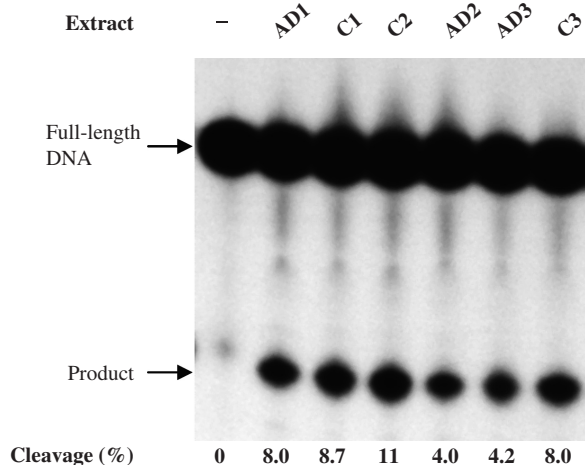 Extract – AD1 C1 C2 AD2 AD3 C3
Full-length
DNA
Product
Cleavage (%) 0 8.0 8.7 11 4.0 4.2 8.0